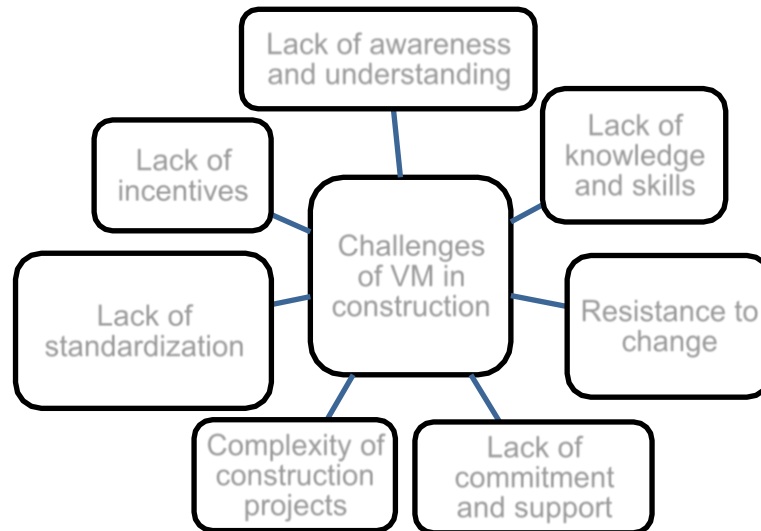 Lack of awareness
and understanding
Lack of
knowledge
and skills
Lack of
incentives
Challenges
of VM in
construction
Lack of
standardization
Resistance to
change
Complexity of
construction
projects
Lack of
commitment
and support